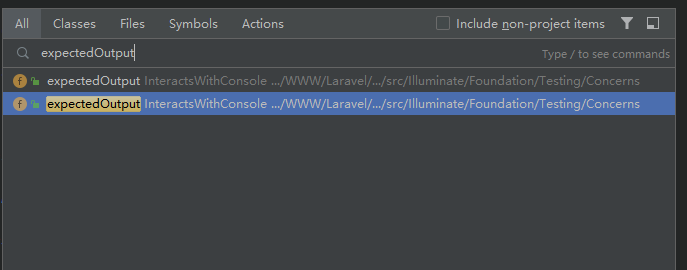 All Classes Files Symbols Actions Include non-project items
expectedOutput Type / to see commands
f expectedOutput InteractsWithConsole .../WWW/Laravel/.../src/Illuminate/Foundation/Testing/Concerns
f expectedOutput InteractsWithConsole .../WWW/Laravel/.../src/Illuminate/Foundation/Testing/Concerns